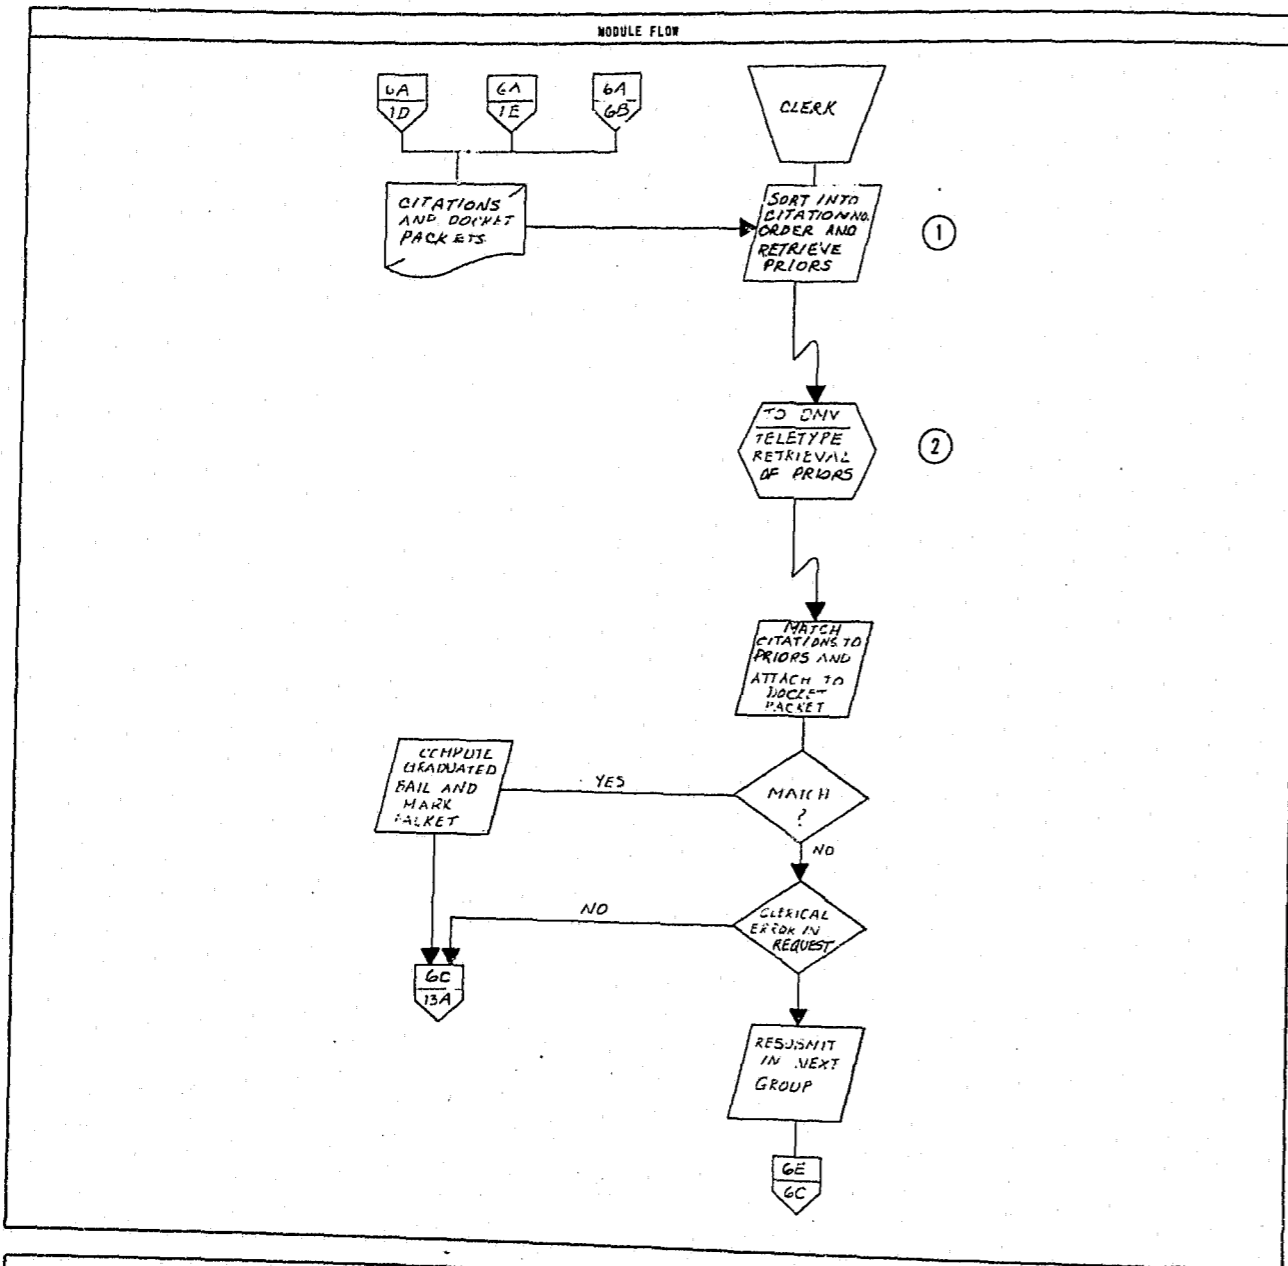 MODULE FLOW
6A
1D
6A
1E
6A
6B
CLERK
CITATIONS
AND DOCKET
PACKETS
SORT INTO
CITATION NO.
ORDER AND
RETRIEVE
PRIORS
1
TO DMV
TELETYPE
RETRIEVAL
OF PRIORS
2
MATCH
CITATIONS TO
PRIORS AND
ATTACH TO
DOCKET
PACKET
COMPUTE
GRADUATED
BAIL AND
MARK
PACKET
YES
MATCH
?
NO
NO
CLERICAL
ERROR IN
REQUEST
13A
RESUBMIT
IN NEXT
GROUP
6E
6C